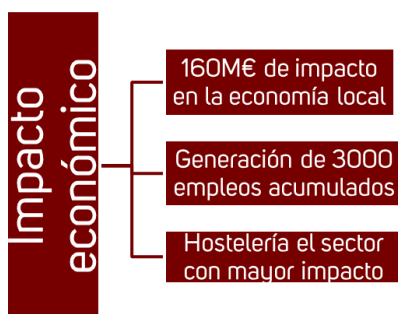 Impacto
económico
160M€ de impacto
en la economía local
Generación de 3000
empleos acumulados
Hostelería el sector
con mayor impacto